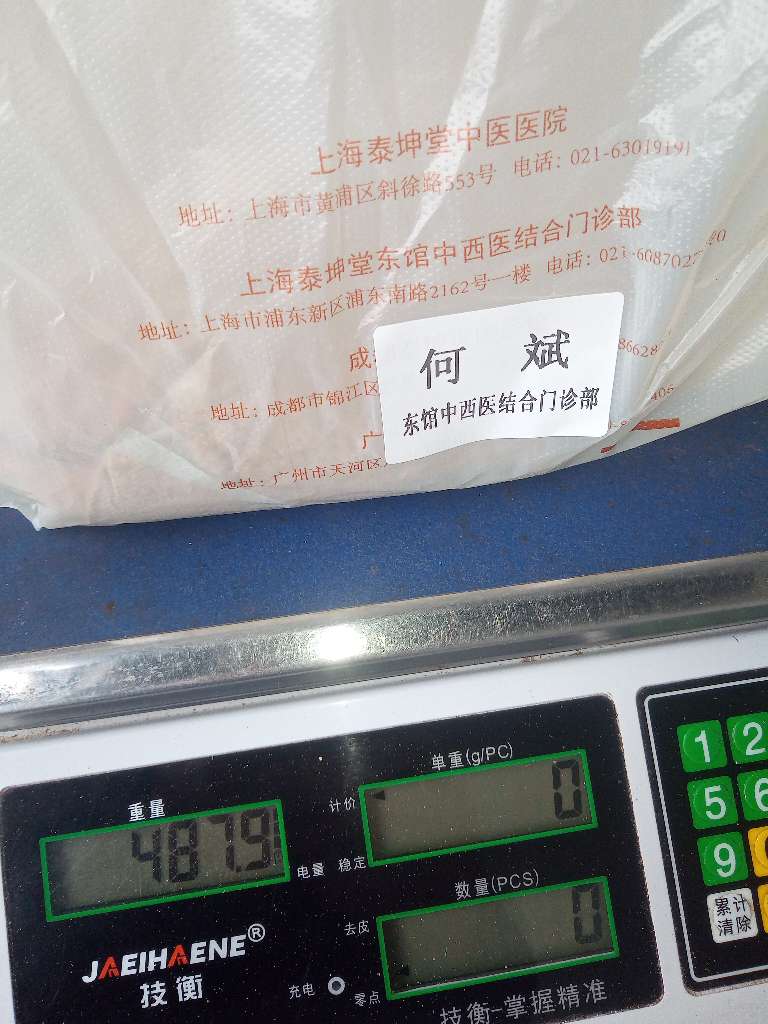 上海泰坤堂中医医院
地址：上海市黄浦区斜徐路553号 电话：021-63019191
上海泰坤堂东馆中西医结合门诊部
地址：上海市浦东新区浦东南路2162号一楼 电话：021-608702
成
地址：成都市锦江区
广
地址：广州市天河区
何 斌
东馆中西医结合门诊部
重量
487.9
电量
单重(g/PC)
计价
0
稳定
数量(PCS)
去皮
0
充电
零点
JAEIHAENE®
技衡
技衡-掌握精准
1 2
5 6
9
累计
清除